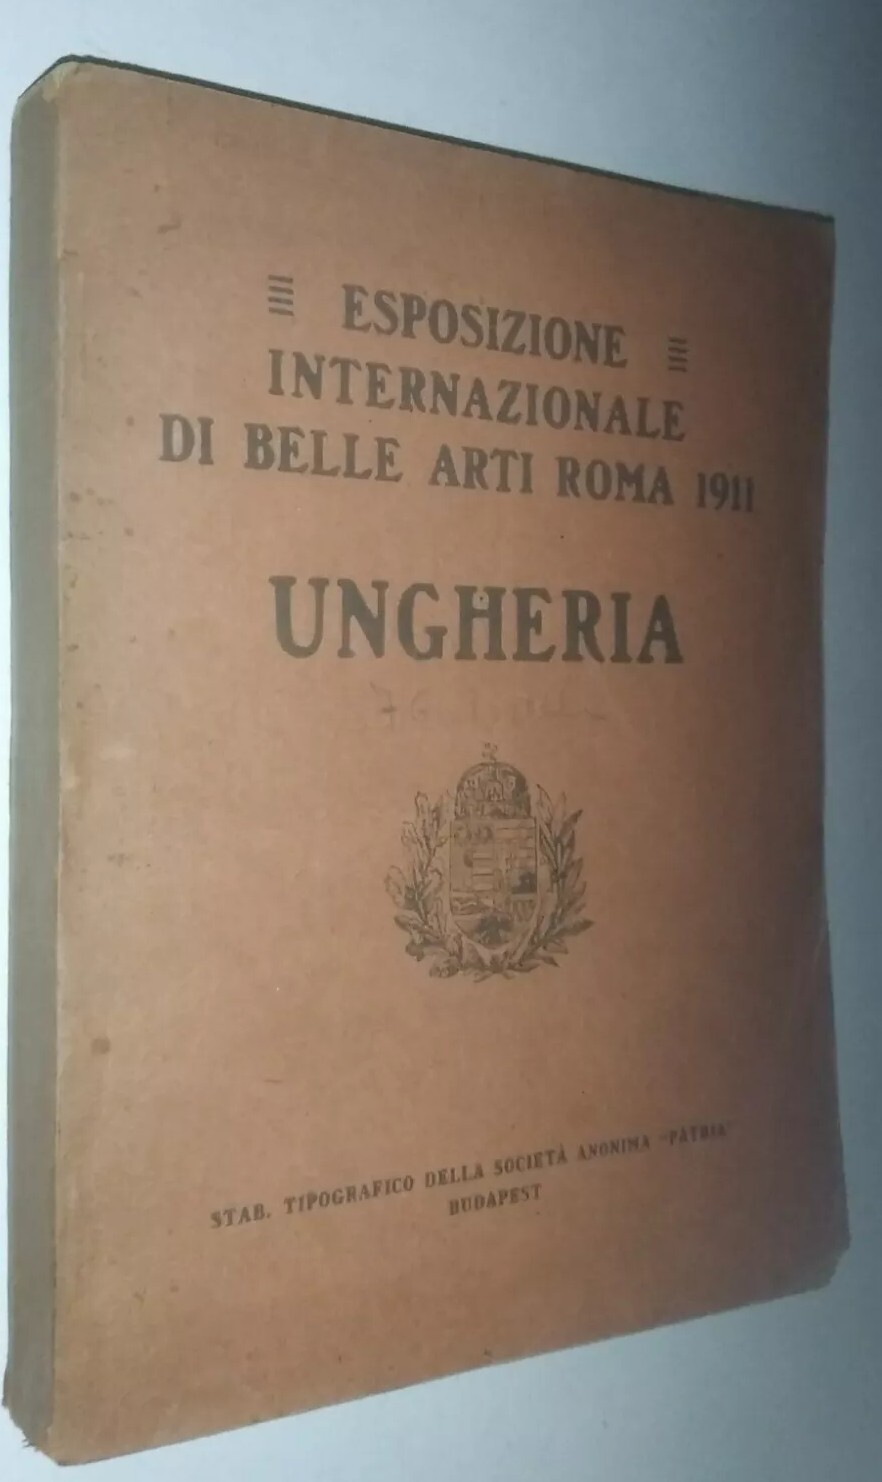 ESPOSIZIONE
INTERNAZIONALE
DI BELLE ARTI ROMA 1911
UNGHERIA
STAB. TIPOGRAFICO DELLA SOCIETÀ ANONIMA "PATRIA"
BUDAPEST